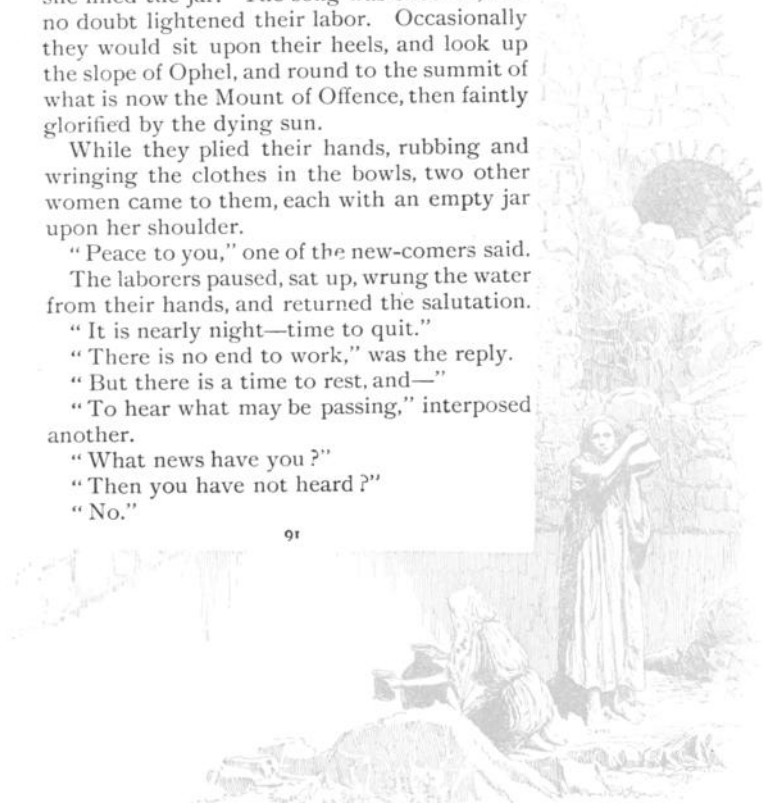 no doubt lightened their labor. Occasionally
they would sit upon their heels, and look up
the slope of Ophel, and round to the summit of
what is now the Mount of Offence, then faintly
glorified by the dying sun.
While they plied their hands, rubbing and
wringing the clothes in the bowls, two other
women came to them, each with an empty jar
upon her shoulder.
“Peace to you,” one of the new-comers said.
The laborers paused, sat up, wrung the water
from their hands, and returned the salutation.
“It is nearly night—time to quit.”
“There is no end to work,” was the reply.
“But there is a time to rest, and—”
“To hear what may be passing,” interposed
another.
“What news have you?”
“Then you have not heard?”
“No.”
91